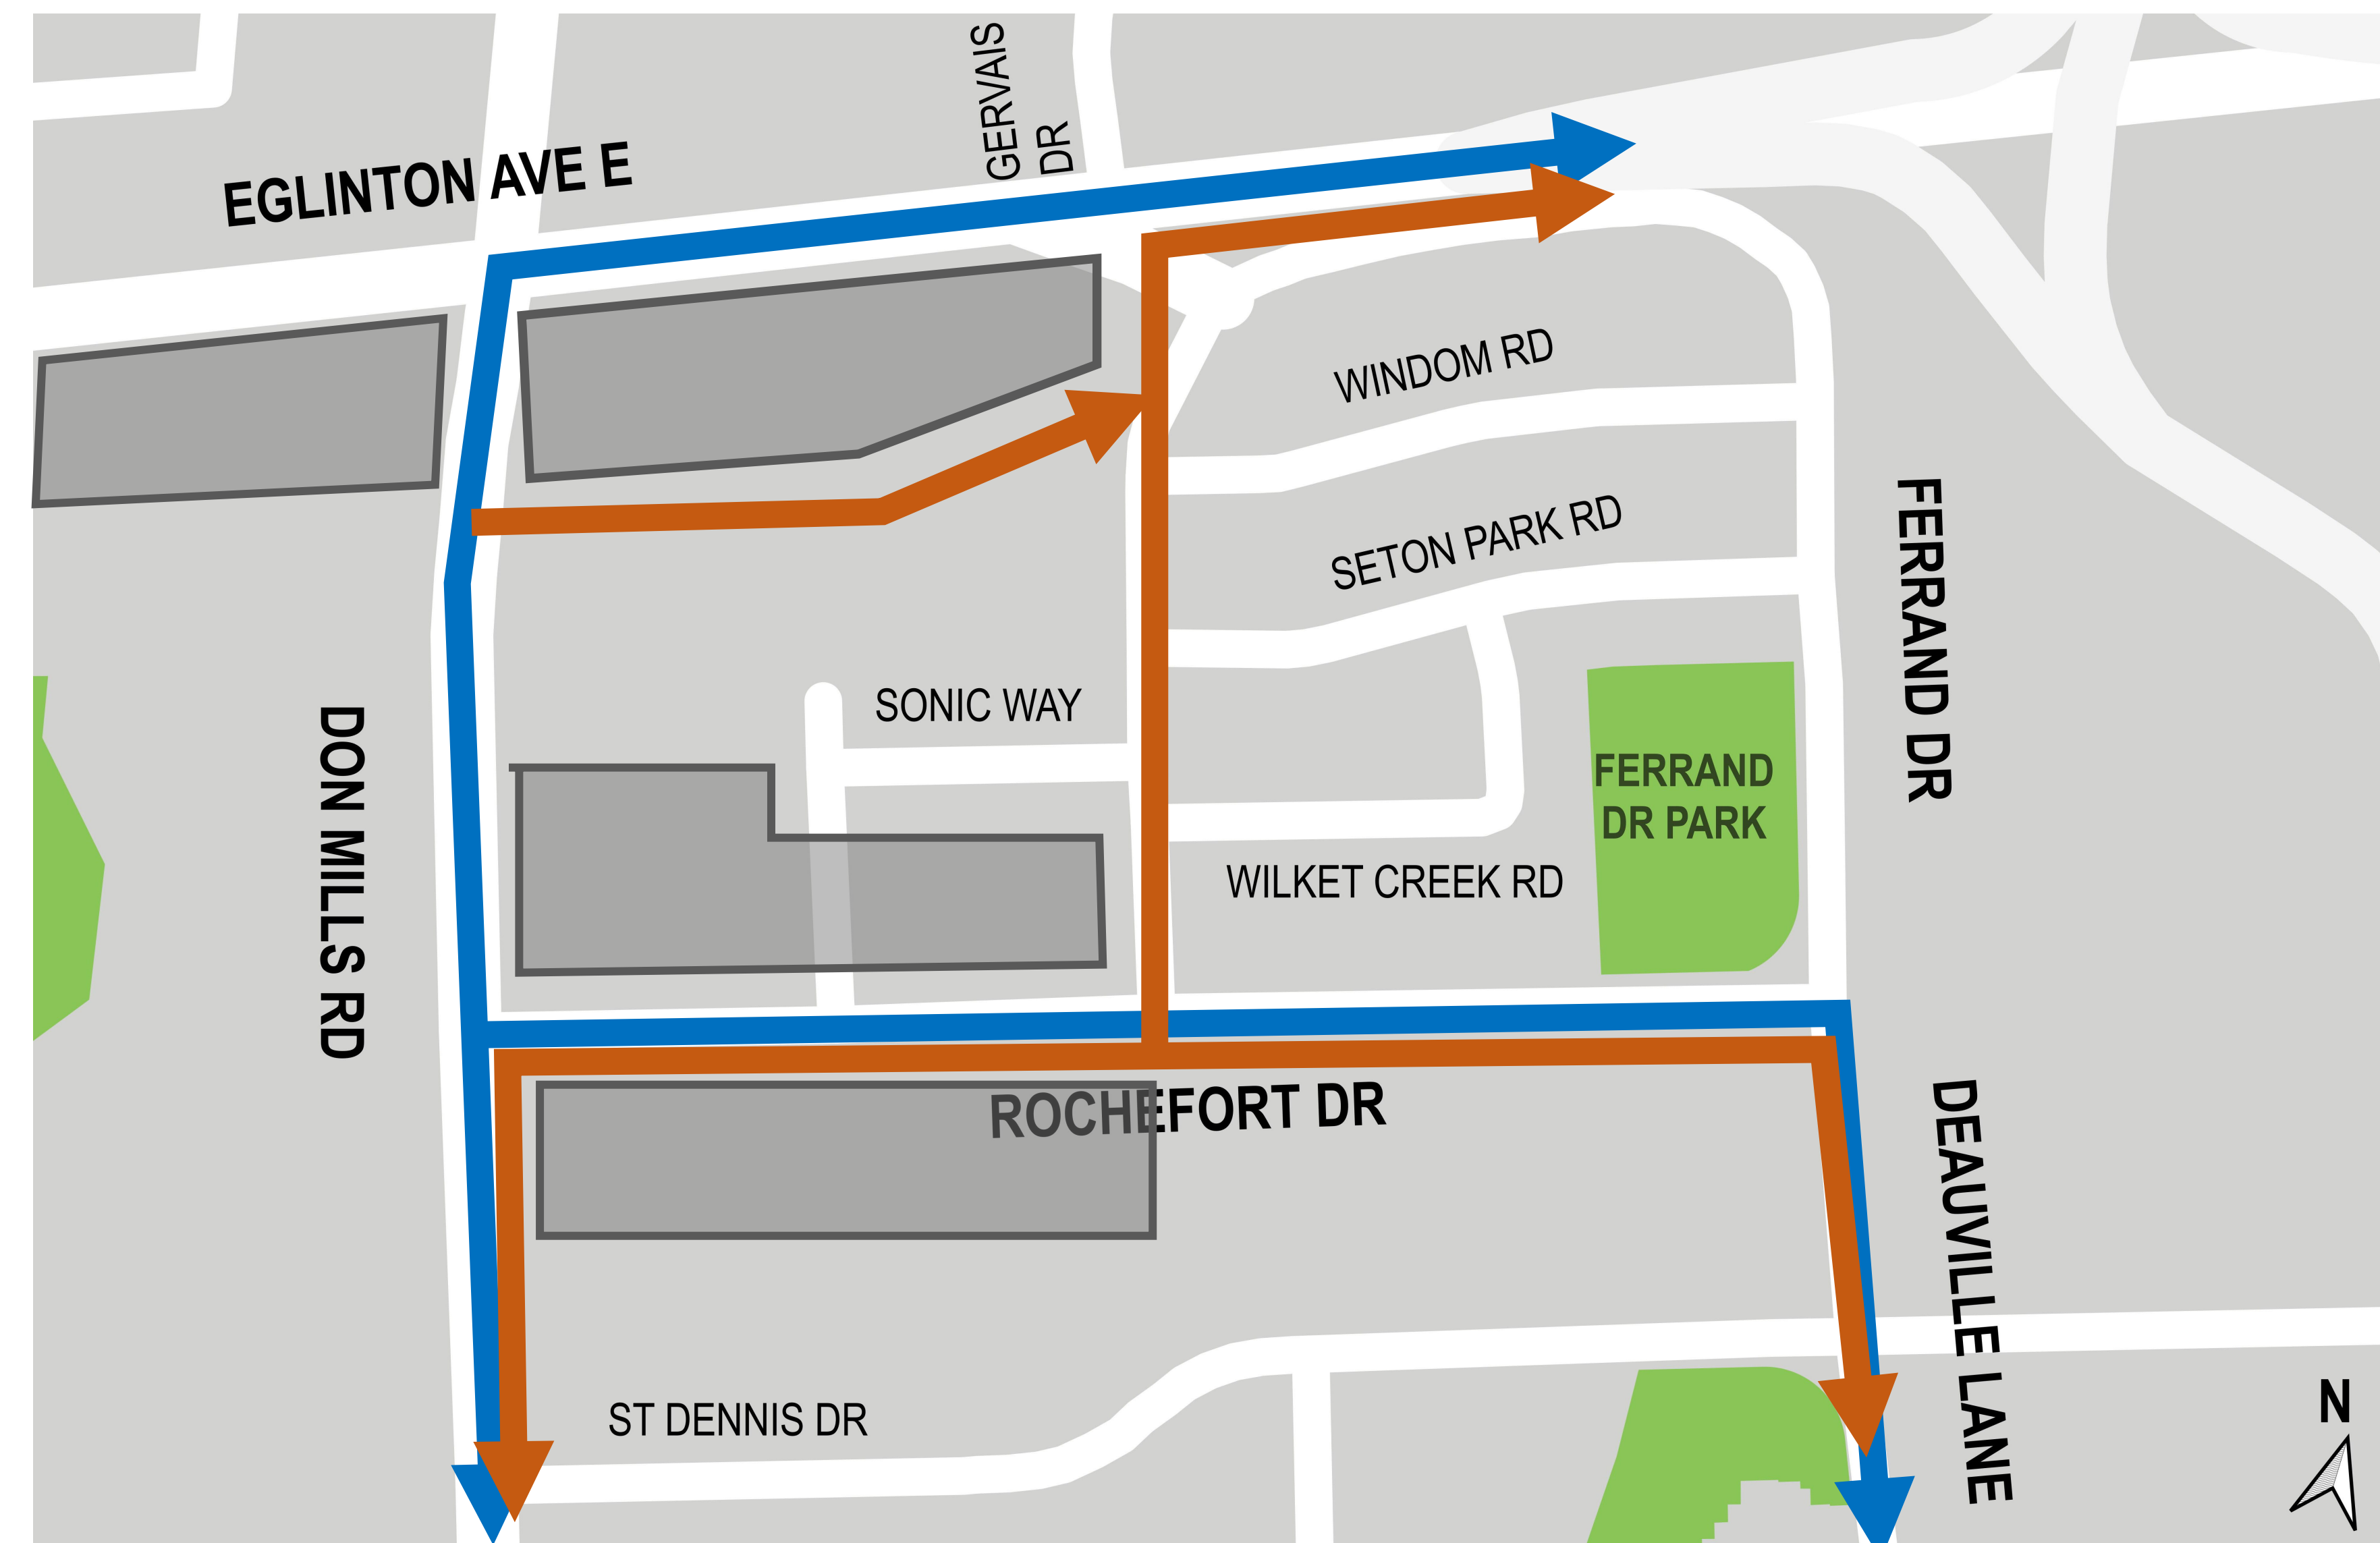 GERVAIS
DR
EGLINTON AVE E
WINDOM RD
SETON PARK RD
FERRAND DR
SONIC WAY
DON MILLS RD
FERRAND
DR PARK
WILKET CREEK RD
ROCHEFORT DR
DEAUVILLE LANE
ST DENNIS DR
N